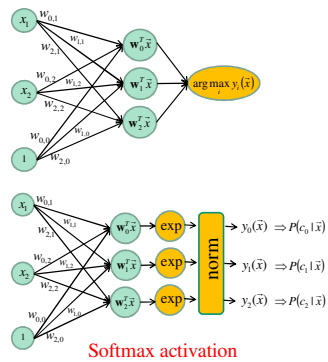 x₁ w₀,₁
w₁,₁
w₂,₁
w₀ᵀx⃗
x₂ w₀,₂
w₁,₂
w₂,₂
w₁ᵀx⃗
arg max yᵢ(x⃗)
i
w₀,₀
w₁,₀
w₂ᵀx⃗
1 w₂,₀
x₁ w₀,₁
w₁,₁
w₂,₁
w₀ᵀx⃗ exp y₀(x⃗) ⇒ P(c₀ | x⃗)
x₂ w₀,₂
w₁,₂
w₂,₂
w₁ᵀx⃗ exp norm y₁(x⃗) ⇒ P(c₁ | x⃗)
w₀,₀
w₁,₀
w₂ᵀx⃗ exp y₂(x⃗) ⇒ P(c₂ | x⃗)
1 w₂,₀
Softmax activation